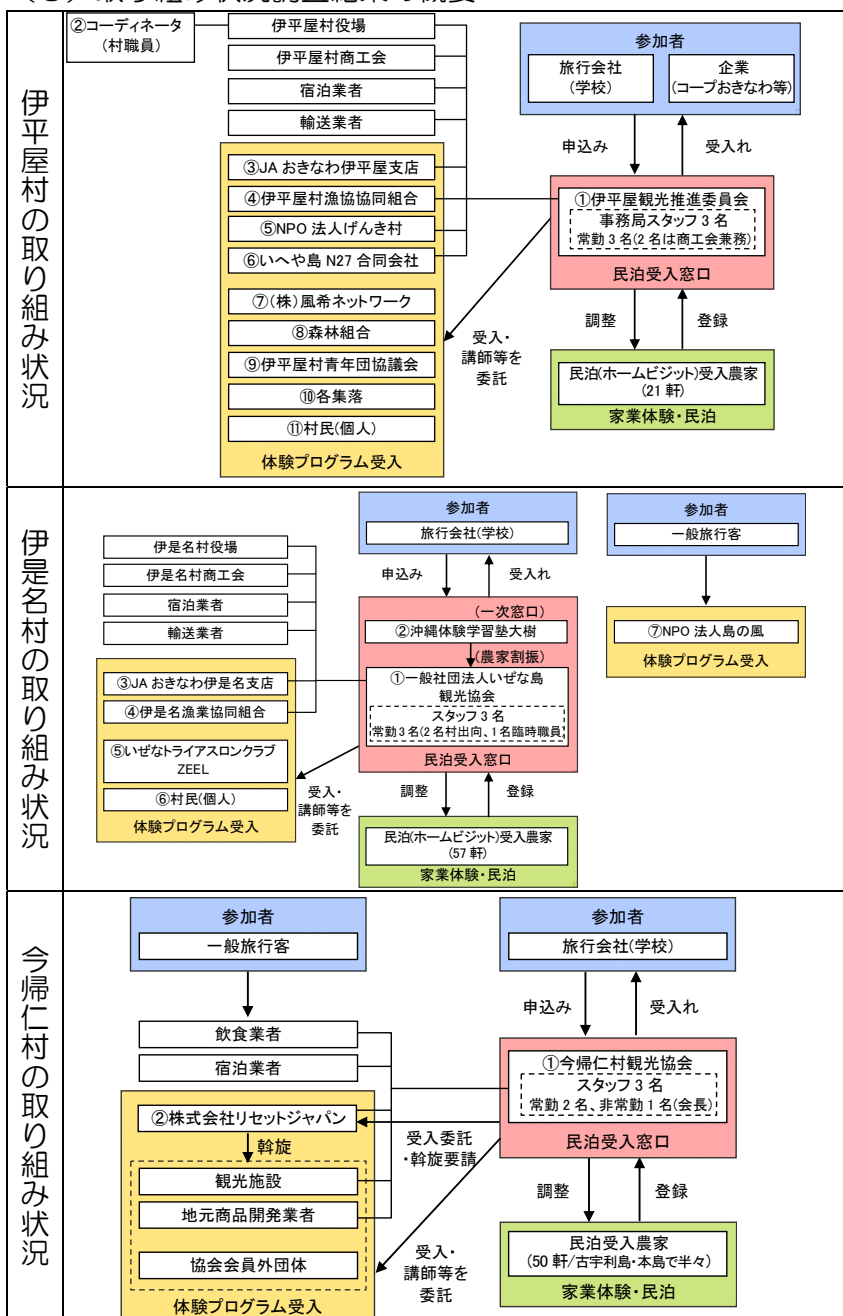 伊平屋村の取り組み状況
②コーディネータ
(村職員)
伊平屋村役場
伊平屋村商工会
宿泊業者
輸送業者
③JA おきなわ伊平屋支店
④伊平屋村漁協協同組合
⑤NPO 法人げんき村
⑥いへや島 N27 合同会社
⑦(株)風希ネットワーク
⑧森林組合
⑨伊平屋村青年団協議会
⑩各集落
⑪村民(個人)
体験プログラム受入
参加者
旅行会社
(学校)
企業
(コープおきなわ等)
申込み
受入れ
①伊平屋観光推進委員会
事務局スタッフ 3 名
常勤 3 名(2 名は商工会兼務)
民泊受入窓口
受入・
講師等を
委託
調整
登録
民泊(ホームビジット)受入農家
(21 軒)
家業体験・民泊
伊是名村の取り組み状況
伊是名村役場
伊是名村商工会
宿泊業者
輸送業者
③JA おきなわ伊是名支店
④伊是名漁業協同組合
⑤いぜなトライアスロンクラブ
ZEEL
⑥村民(個人)
体験プログラム受入
参加者
旅行会社(学校)
申込み
受入れ
(一次窓口)
②沖縄体験学習塾大樹
(農家割振)
①一般社団法人いぜな島
観光協会
スタッフ 3 名
常勤 3 名(2 名村出向、1 名臨時職員
民泊受入窓口
受入・
講師等を
委託
調整
登録
民泊(ホームビジット)受入農家
(57 軒)
家業体験・民泊
参加者
一般旅行客
⑦NPO 法人島の風
体験プログラム受入
今帰仁村の取り組み状況
参加者
一般旅行客
飲食業者
宿泊業者
②株式会社リセットジャパン
斡旋
観光施設
地元商品開発業者
協会会員外団体
体験プログラム受入
参加者
旅行会社(学校)
申込み
受入れ
①今帰仁村観光協会
スタッフ 3 名
常勤 2 名、非常勤 1 名(会長)
民泊受入窓口
受入委託
・斡旋要請
受入・
講師等を
委託
調整
登録
民泊受入農家
(50 軒/古宇利島・本島で半々)
家業体験・民泊